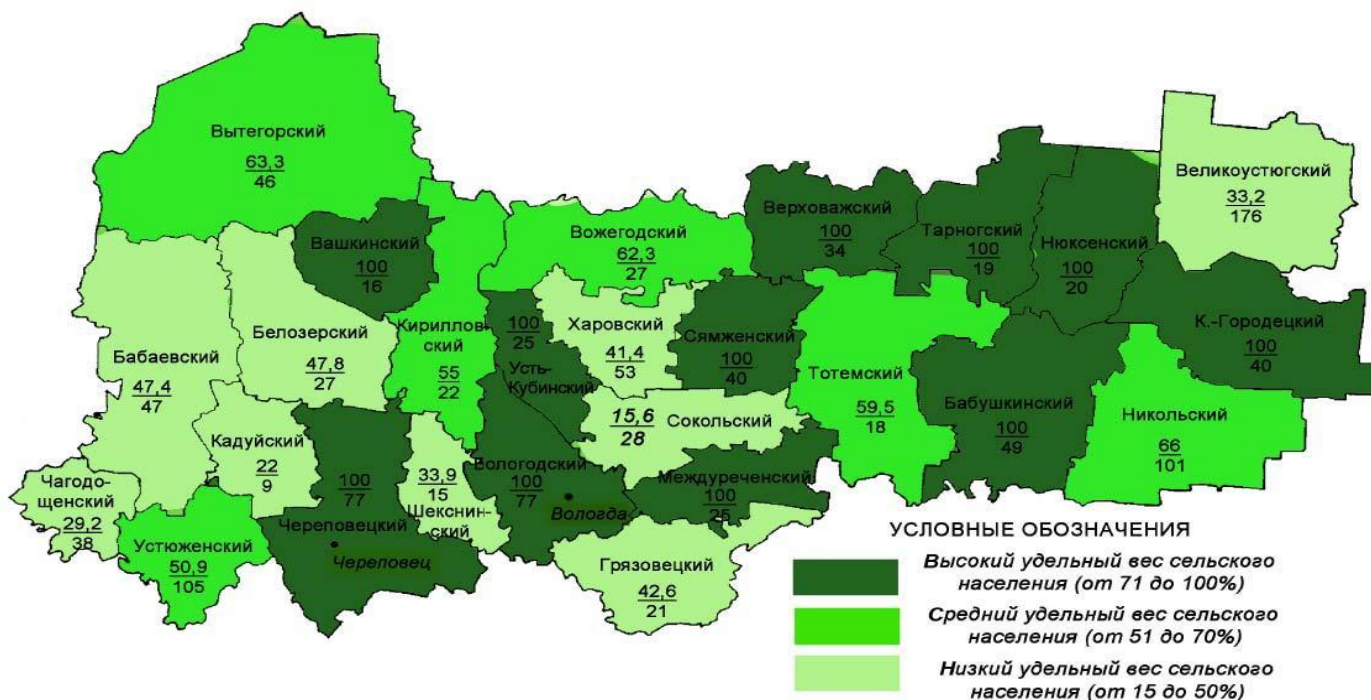 Вытегорский
63,3
46
Вашкинский
100
16
Вожегодский
62,3
27
Верховажский
100
34
Тарногский
100
19
Нюксенский
100
20
Великоустюгский
33,2
176
Бабаевский
47,4
47
Белозерский
47,8
27
Кириллов-
ский
55
22
100
25
Усть-
Кубинский
Харовский
41,4
53
Сямженский
100
40
Тотемский
59,5
18
Бабушкинский
100
49
Никольский
66
101
К.-Городецкий
100
40
15,6
28
Сокольский
Кадуйский
22
9
Чагодо-
щенский
29,2
38
Устюженский
50,9
105
100
77
Череповецкий
Череповец
33,9
15
Шекснин-
ский
Вологодский
100
77
Вологда
Междуреченский
100
25
Грязовецкий
42,6
21
УСЛОВНЫЕ ОБОЗНАЧЕНИЯ
Высокий удельный вес сельского
населения (от 71 до 100%)
Средний удельный вес сельского
населения (от 51 до 70%)
Низкий удельный вес сельского
населения (от 15 до 50%)